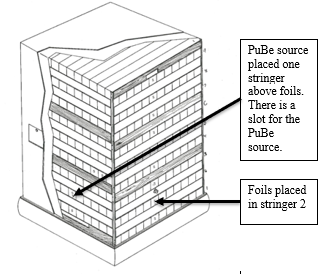 PuBe source
placed one
stringer
above foils.
There is a
slot for the
PuBe
source.
Foils placed
in stringer 2